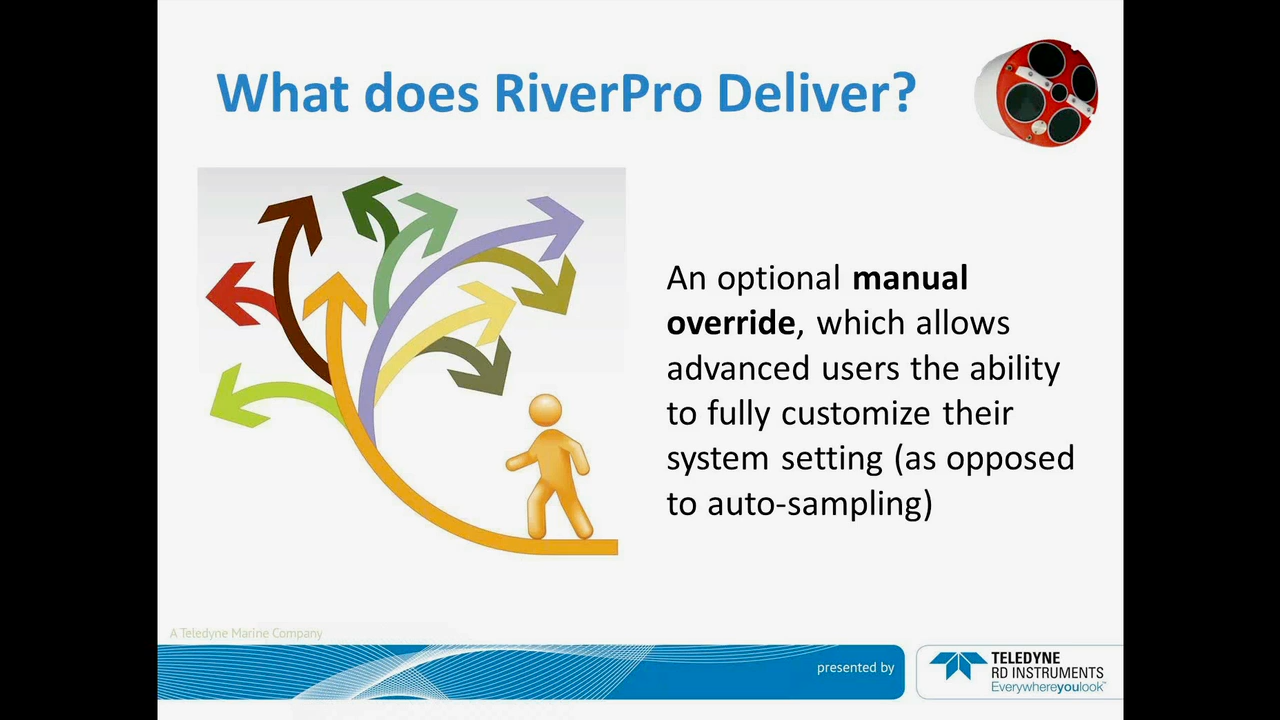 What does RiverPro Deliver?
An optional manual
override, which allows
advanced users the ability
to fully customize their
system setting (as opposed
to auto-sampling)
A Teledyne Marine Company
presented by
TELEDYNE
RD INSTRUMENTS
Everywhereyoulook™